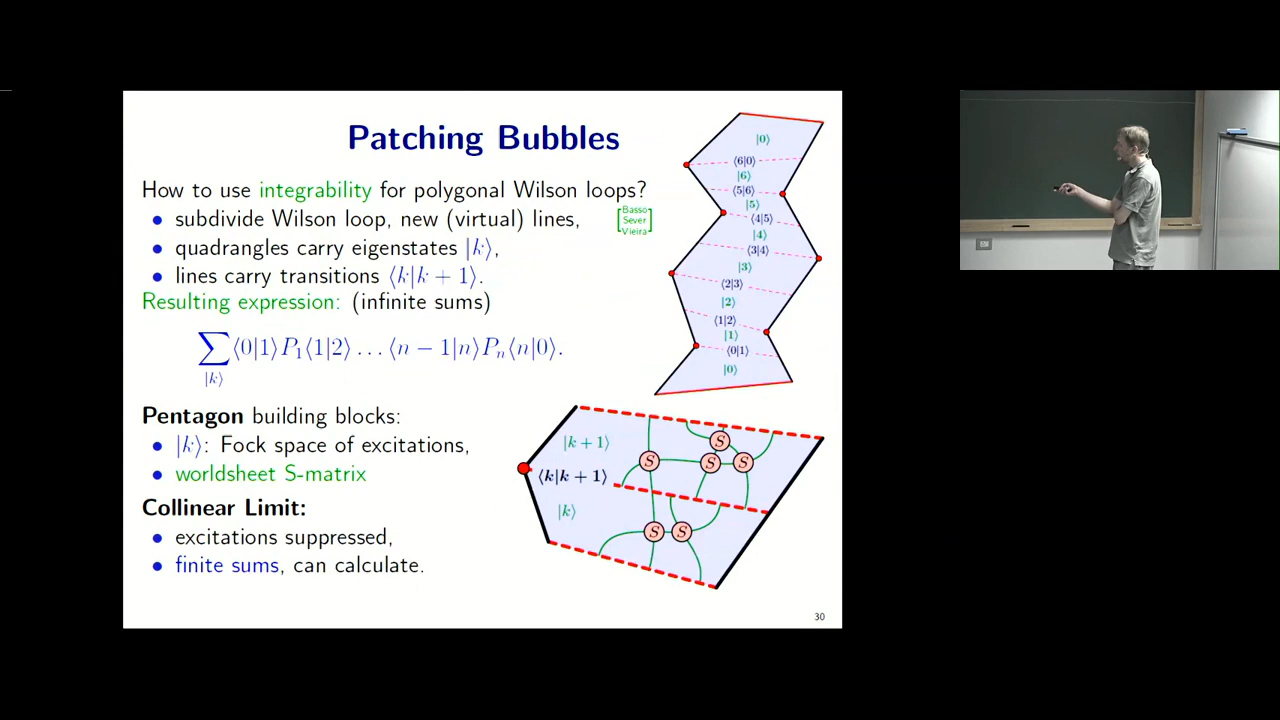 Patching Bubbles
How to use integrability for polygonal Wilson loops?
• subdivide Wilson loop, new (virtual) lines,
[Basso
Sever
Vieira]
• quadrangles carry eigenstates |k⟩,
• lines carry transitions ⟨k|k + 1⟩.
Resulting expression: (infinite sums)
∑ ⟨0|1⟩P₁⟨1|2⟩ … ⟨n − 1|n⟩Pₙ⟨n|0⟩.
|k⟩
Pentagon building blocks:
• |k⟩: Fock space of excitations,
• worldsheet S-matrix
Collinear Limit:
• excitations suppressed,
• finite sums, can calculate.
|0⟩
⟨6|0⟩
|6⟩
⟨5|6⟩
|5⟩
⟨4|5⟩
|4⟩
⟨3|4⟩
|3⟩
⟨2|3⟩
|2⟩
⟨1|2⟩
|1⟩
⟨0|1⟩
|0⟩
|k + 1⟩
⟨k|k + 1⟩
|k⟩
S
S S S
S S
30